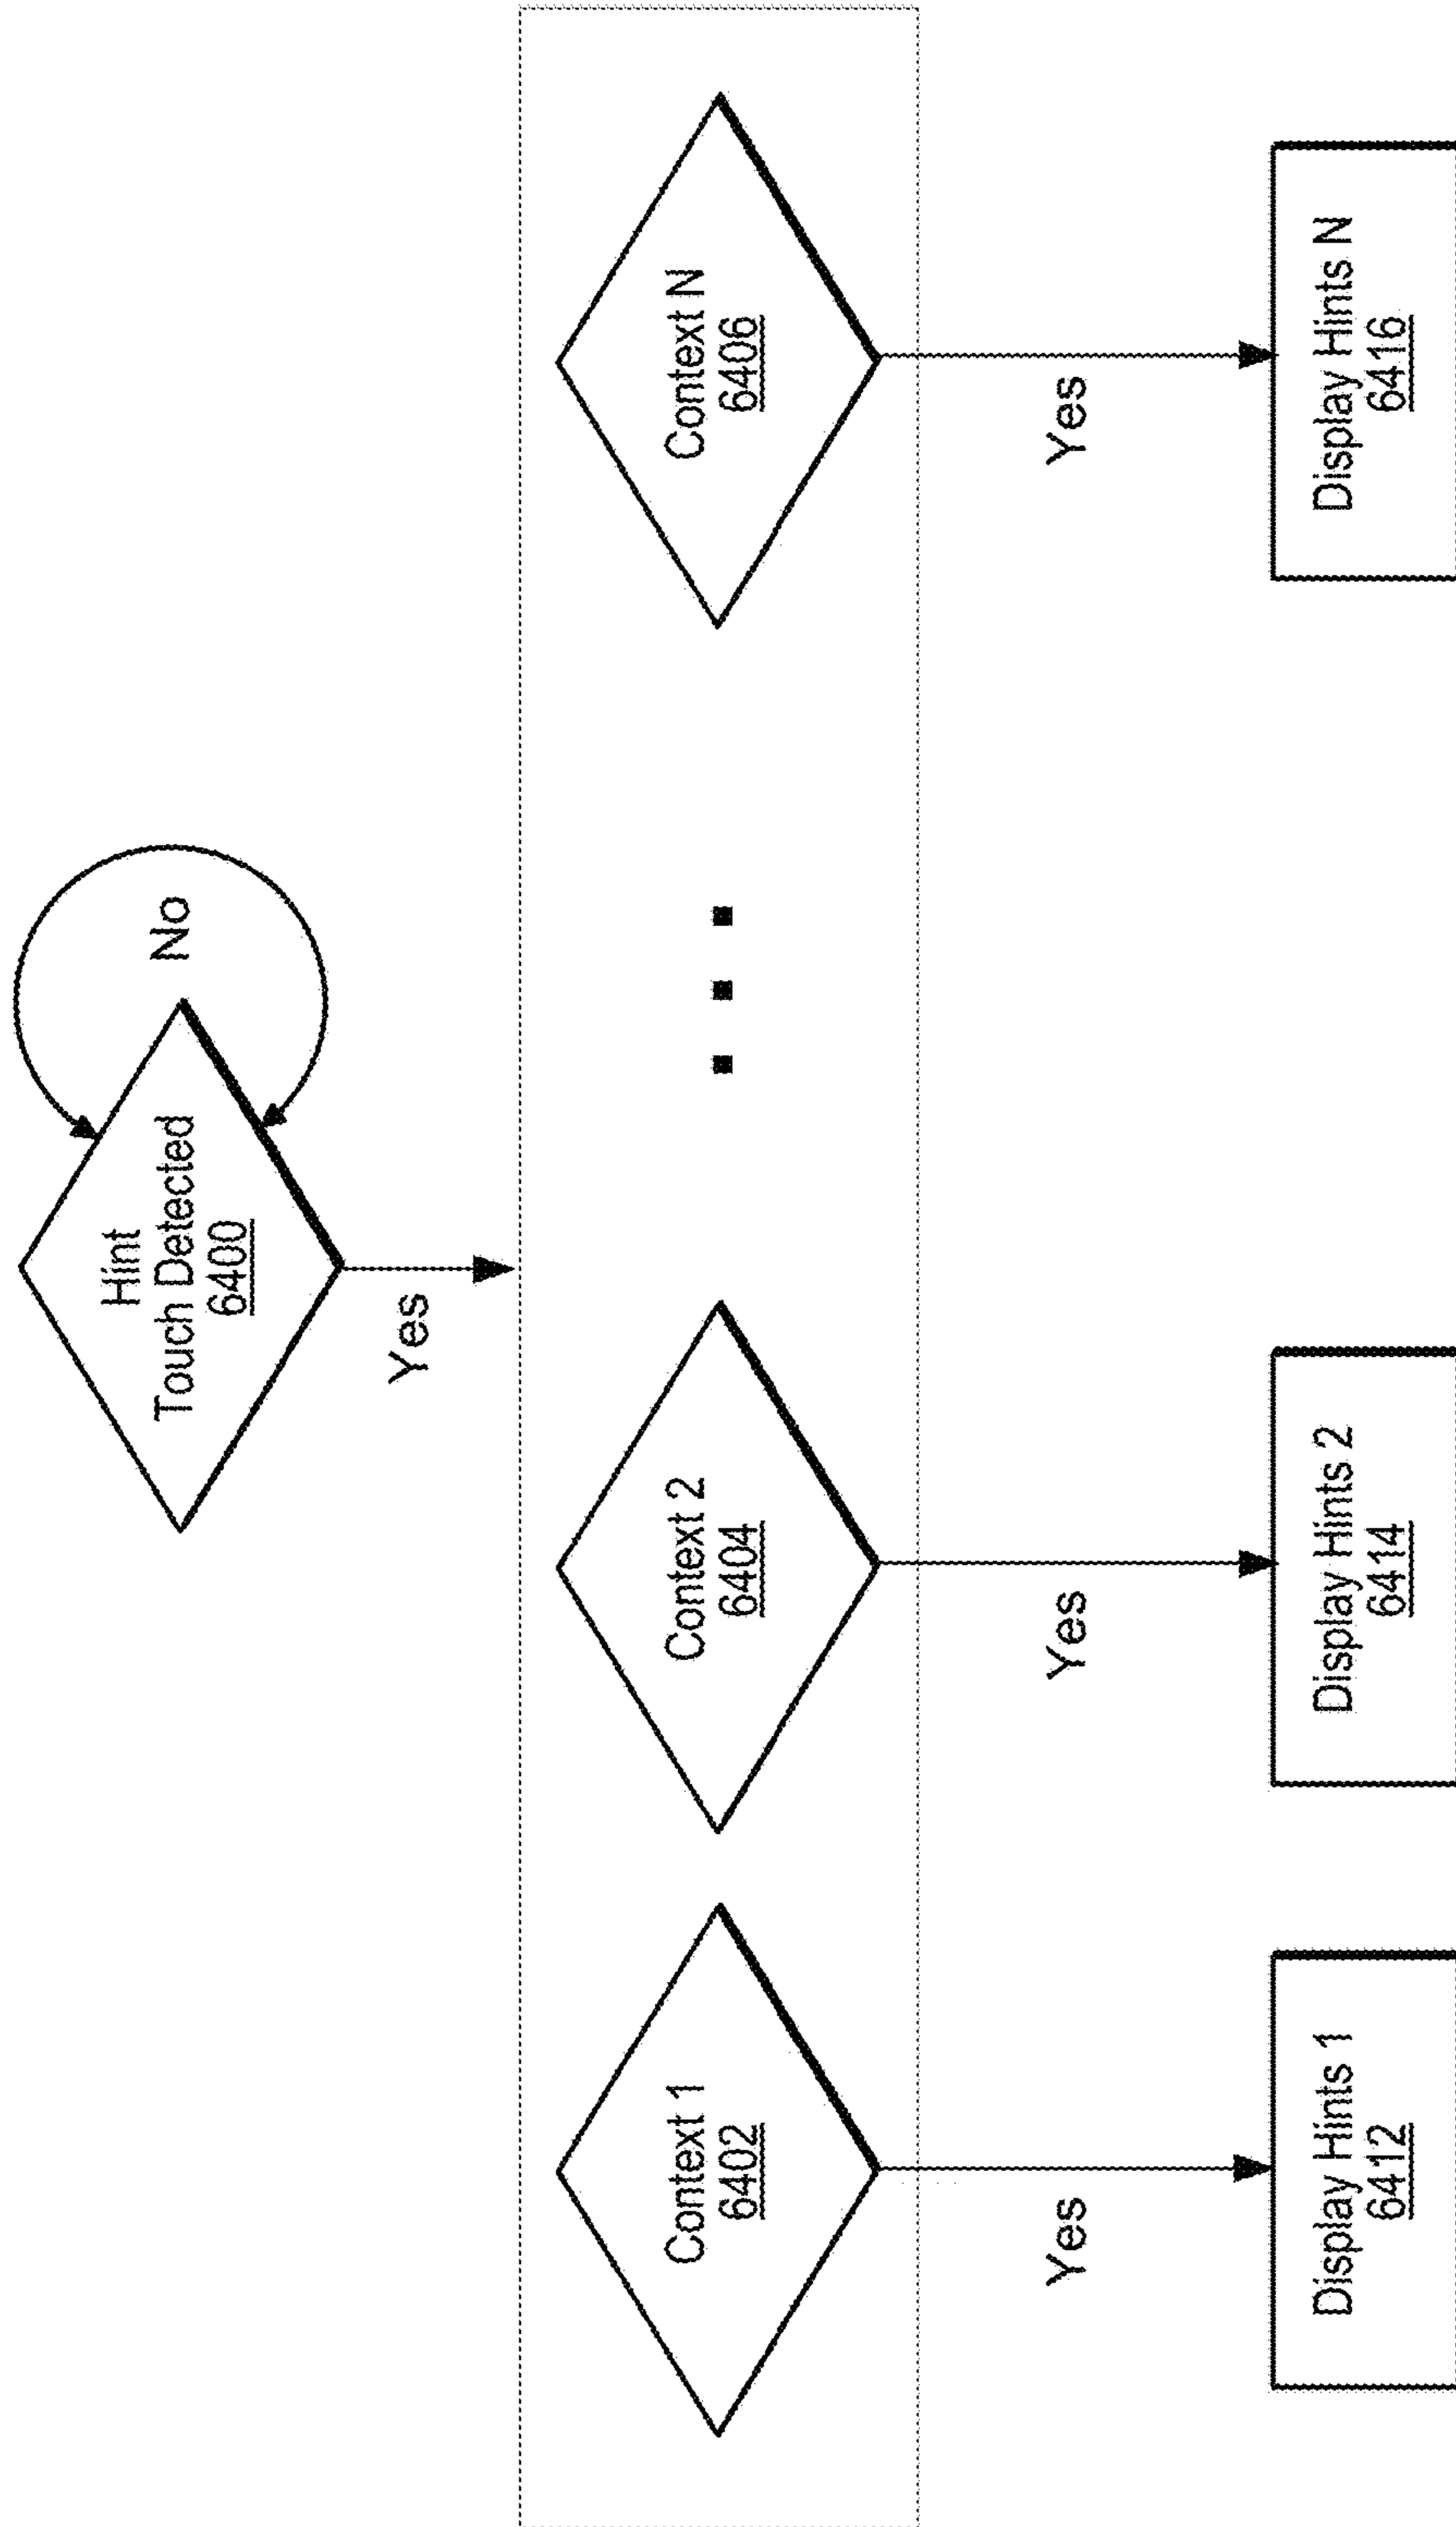 Hint
Touch Detected
6400
No
Yes
Context 1
6402
Context 2
6404
Context N
6406
Yes
Yes
Yes
Display Hints 1
6412
Display Hints 2
6414
Display Hints N
6416